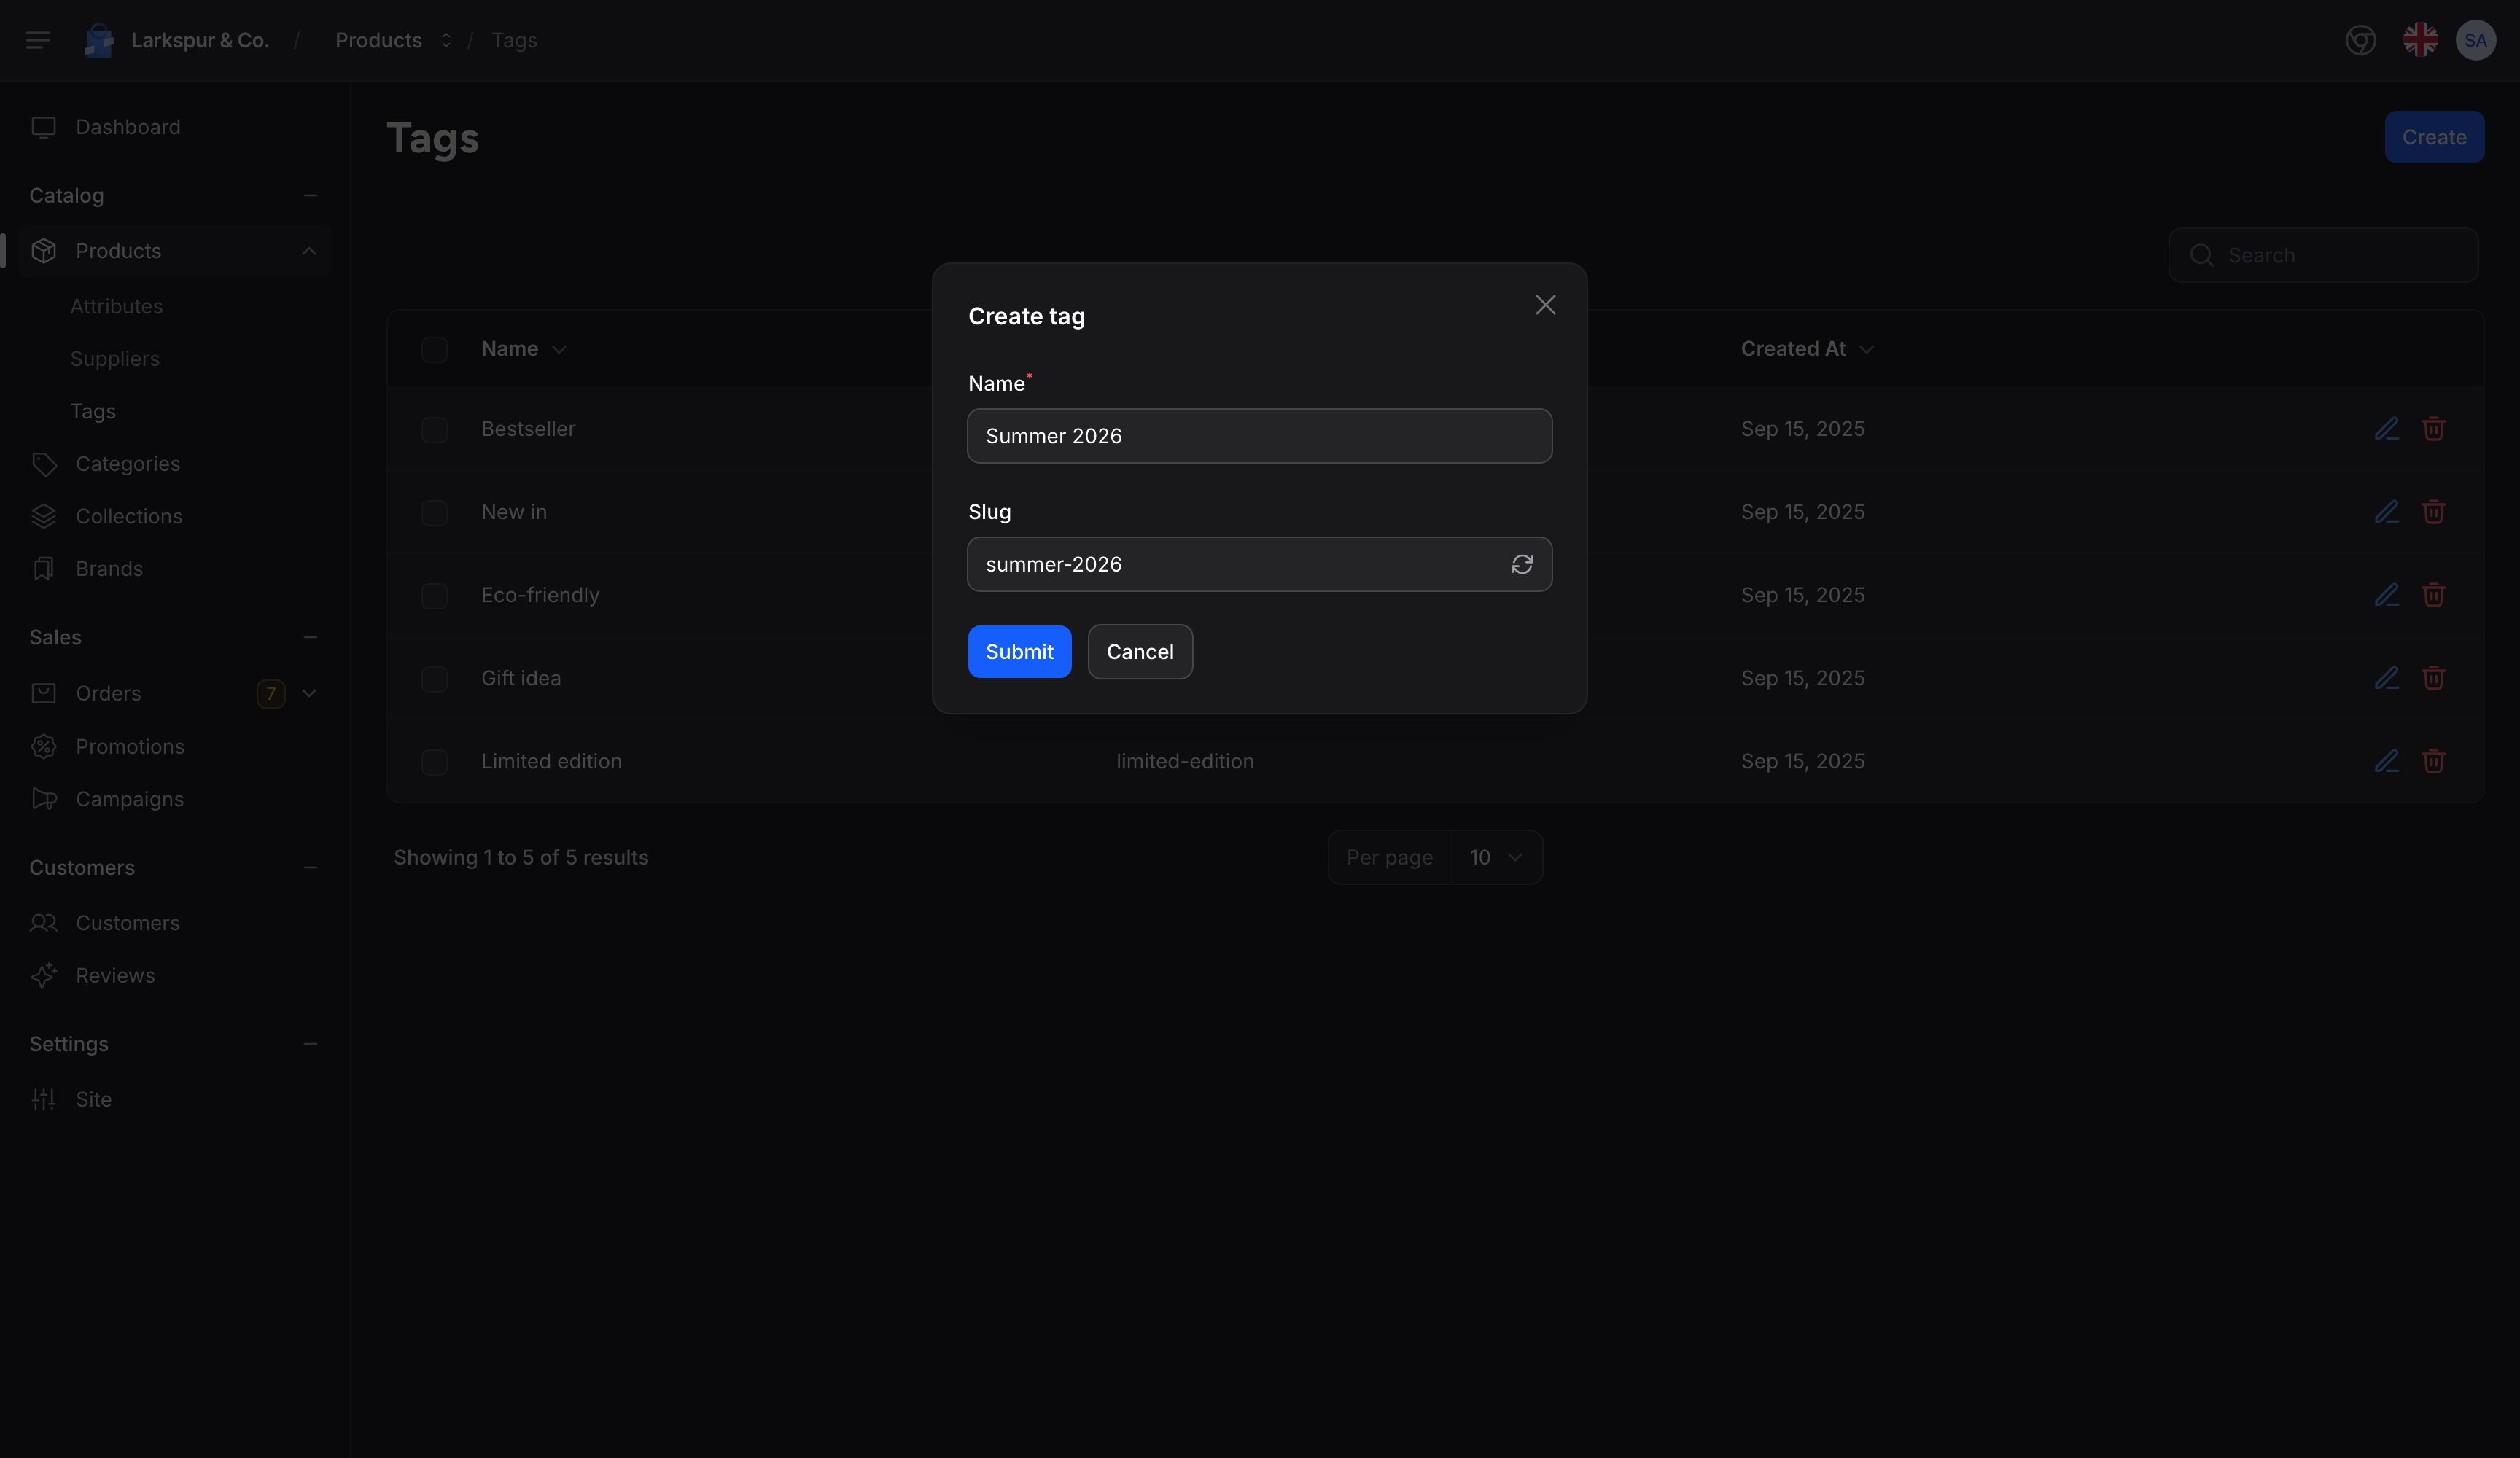 Larkspur & Co. / Products / Tags
SA
Dashboard
Catalog
Products
Attributes
Suppliers
Tags
Categories
Collections
Brands
Sales
Orders 7
Promotions
Campaigns
Customers
Customers
Reviews
Settings
Site
Tags
Create
Search
Name Created At
Bestseller Sep 15, 2025
New in Sep 15, 2025
Eco-friendly Sep 15, 2025
Gift idea Sep 15, 2025
Limited edition limited-edition Sep 15, 2025
Showing 1 to 5 of 5 results
Per page 10
Create tag
Name*
Summer 2026
Slug
summer-2026
Submit Cancel